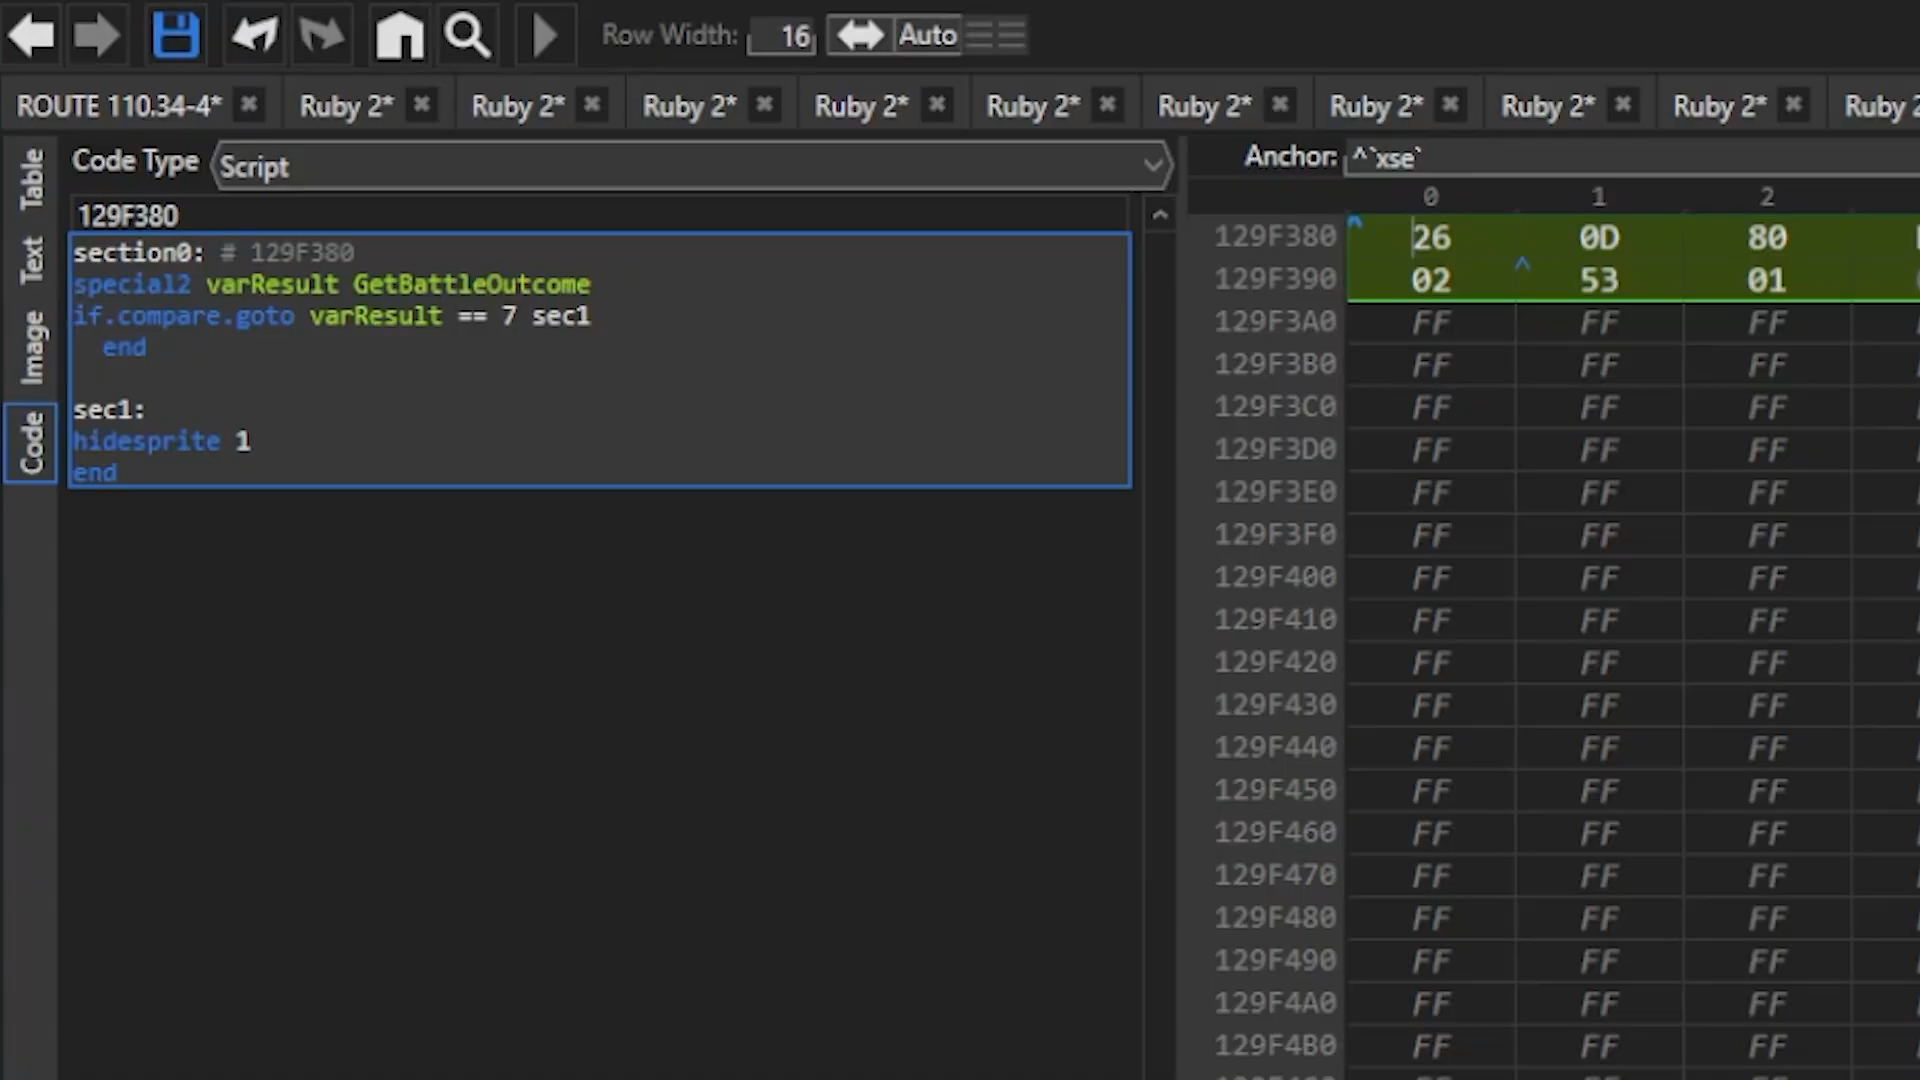 Row Width: 16 Auto
ROUTE 110.34-4* Ruby 2* Ruby 2* Ruby 2* Ruby 2* Ruby 2* Ruby 2* Ruby 2* Ruby 2* Ruby 2* Ruby
Table
Text
Image
Code
Code Type Script
129F380
section0: # 129F380
special2 varResult GetBattleOutcome
if.compare.goto varResult == 7 sec1
end
sec1:
hidesprite 1
end
Anchor: ^`xse`
0 1 2
129F380 26 0D 80
129F390 02 53 01
129F3A0 FF FF FF
129F3B0 FF FF FF
129F3C0 FF FF FF
129F3D0 FF FF FF
129F3E0 FF FF FF
129F3F0 FF FF FF
129F400 FF FF FF
129F410 FF FF FF
129F420 FF FF FF
129F430 FF FF FF
129F440 FF FF FF
129F450 FF FF FF
129F460 FF FF FF
129F470 FF FF FF
129F480 FF FF FF
129F490 FF FF FF
129F4A0 FF FF FF
129F4B0 FF FF FF